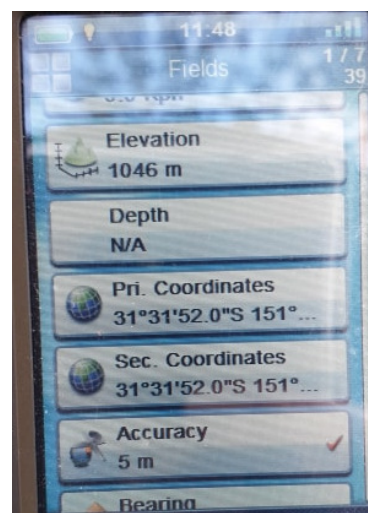 11:48
Fields
1 / 7
39
Elevation
1046 m
Depth
N/A
Pri. Coordinates
31°31'52.0"S 151°...
Sec. Coordinates
31°31'52.0"S 151°...
Accuracy
5 m
Bearing